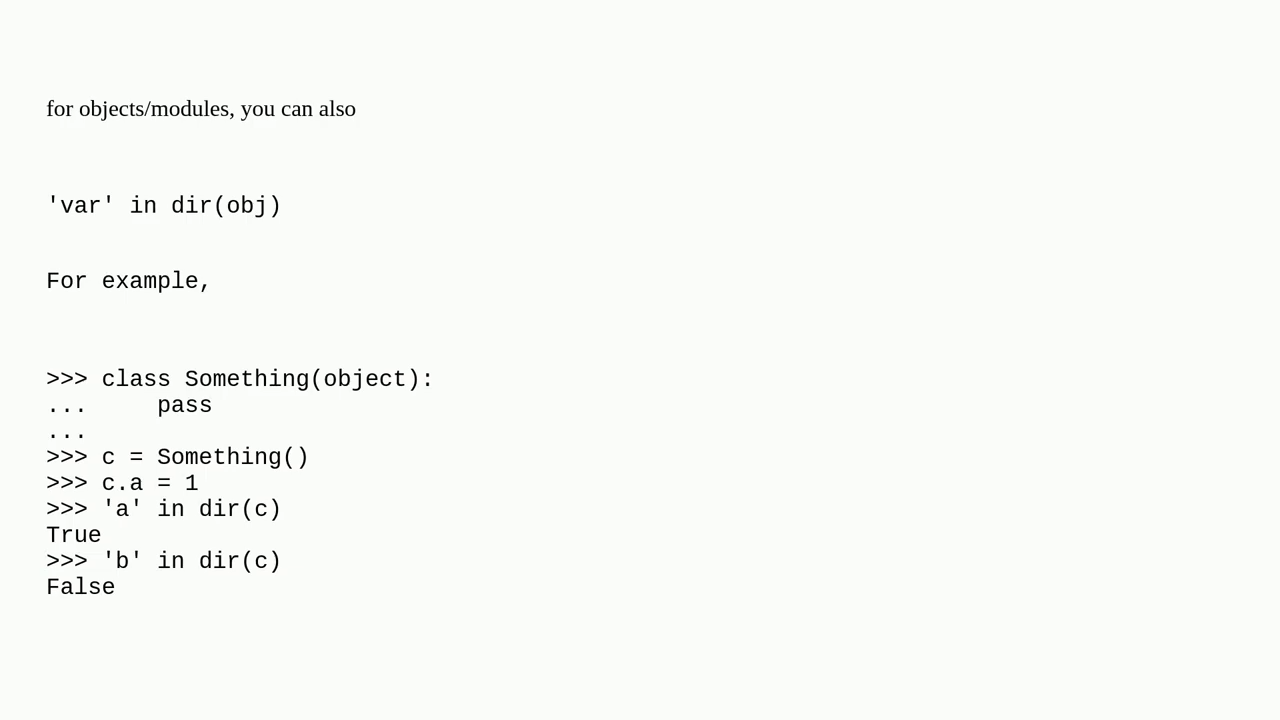 for objects/modules, you can also
'var' in dir(obj)
For example,
>>> class Something(object):
...     pass
...
>>> c = Something()
>>> c.a = 1
>>> 'a' in dir(c)
True
>>> 'b' in dir(c)
False